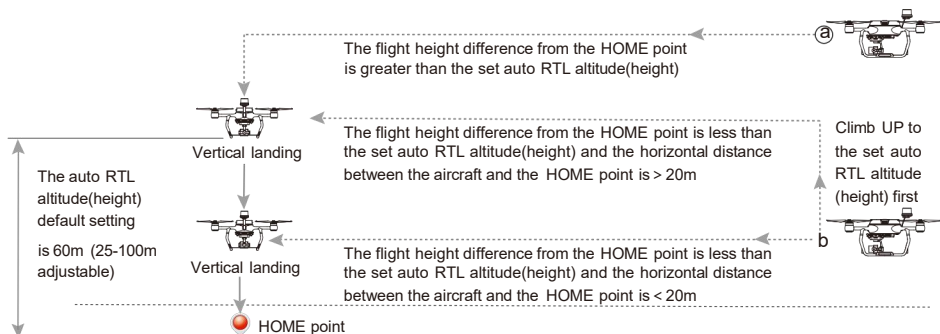 a
The flight height difference from the HOME point
is greater than the set auto RTL altitude(height)
Vertical landing
The flight height difference from the HOME point is less than
the set auto RTL altitude(height) and the horizontal distance
between the aircraft and the HOME point is > 20m
Climb UP to
the set auto
RTL altitude
(height) first
The auto RTL
altitude(height)
default setting
is 60m (25-100m
adjustable)
b
Vertical landing
The flight height difference from the HOME point is less than
the set auto RTL altitude(height) and the horizontal distance
between the aircraft and the HOME point is < 20m
HOME point